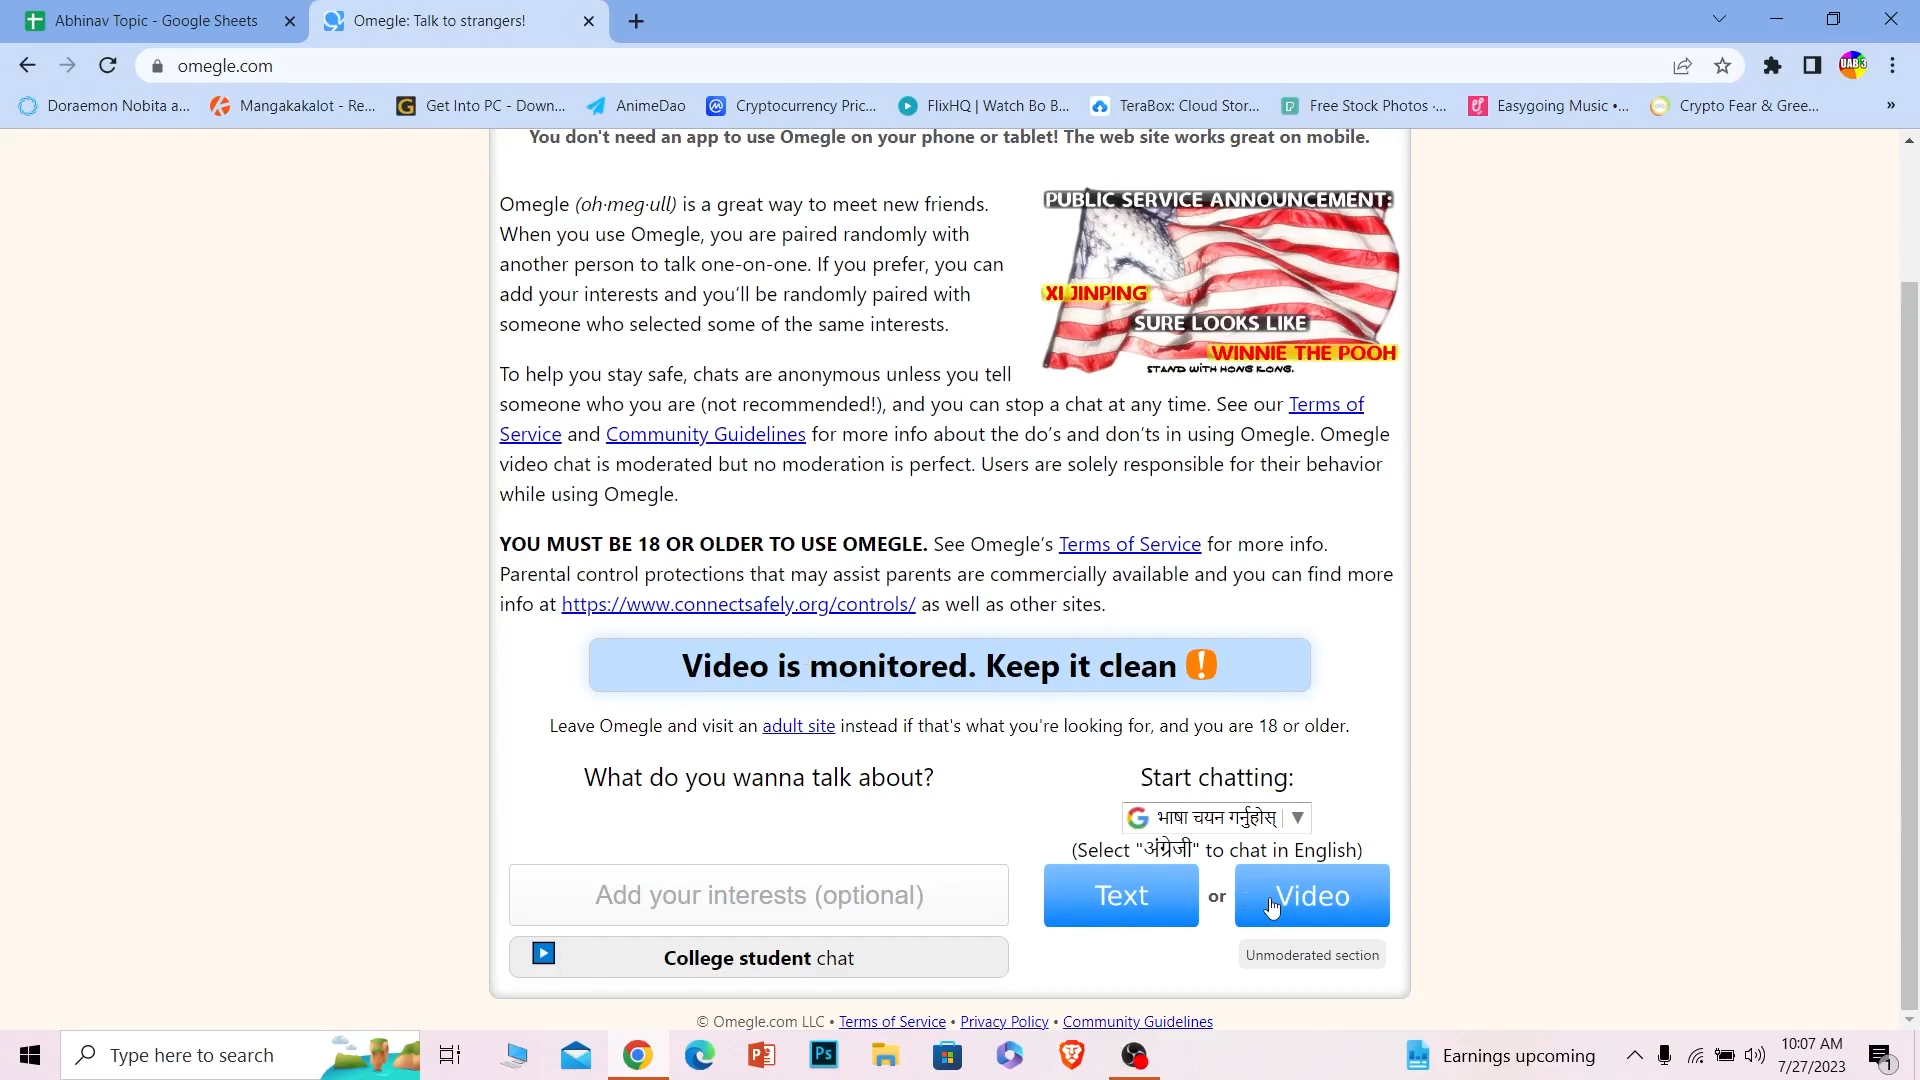 Abhinav Topic - Google Sheets
Omegle: Talk to strangers!
omegle.com
UAB 3
Doraemon Nobita a...
Mangakakalot - Re...
Get Into PC - Down...
AnimeDao
Cryptocurrency Pric...
FlixHQ | Watch Bo B...
TeraBox: Cloud Stor...
Free Stock Photos ·...
Easygoing Music •...
Crypto Fear & Gree...
»
You don't need an app to use Omegle on your phone or tablet! The web site works great on mobile.
PUBLIC SERVICE ANNOUNCEMENT:
XI JINPING
SURE LOOKS LIKE
WINNIE THE POOH
STAND WITH HONG KONG.
Omegle (oh·meg·ull) is a great way to meet new friends.
When you use Omegle, you are paired randomly with
another person to talk one-on-one. If you prefer, you can
add your interests and you’ll be randomly paired with
someone who selected some of the same interests.
To help you stay safe, chats are anonymous unless you tell
someone who you are (not recommended!), and you can stop a chat at any time. See our Terms of
Service and Community Guidelines for more info about the do’s and don’ts in using Omegle. Omegle
video chat is moderated but no moderation is perfect. Users are solely responsible for their behavior
while using Omegle.
YOU MUST BE 18 OR OLDER TO USE OMEGLE. See Omegle’s Terms of Service for more info.
Parental control protections that may assist parents are commercially available and you can find more
info at https://www.connectsafely.org/controls/ as well as other sites.
Video is monitored. Keep it clean !
Leave Omegle and visit an adult site instead if that's what you're looking for, and you are 18 or older.
What do you wanna talk about?
Start chatting:
भाषा चयन गर्नुहोस् ▼
(Select "अंग्रेजी" to chat in English)
Add your interests (optional)
Text or Video
College student chat
Unmoderated section
© Omegle.com LLC • Terms of Service • Privacy Policy • Community Guidelines
Type here to search
Ps
Earnings upcoming
10:07 AM
7/27/2023
1